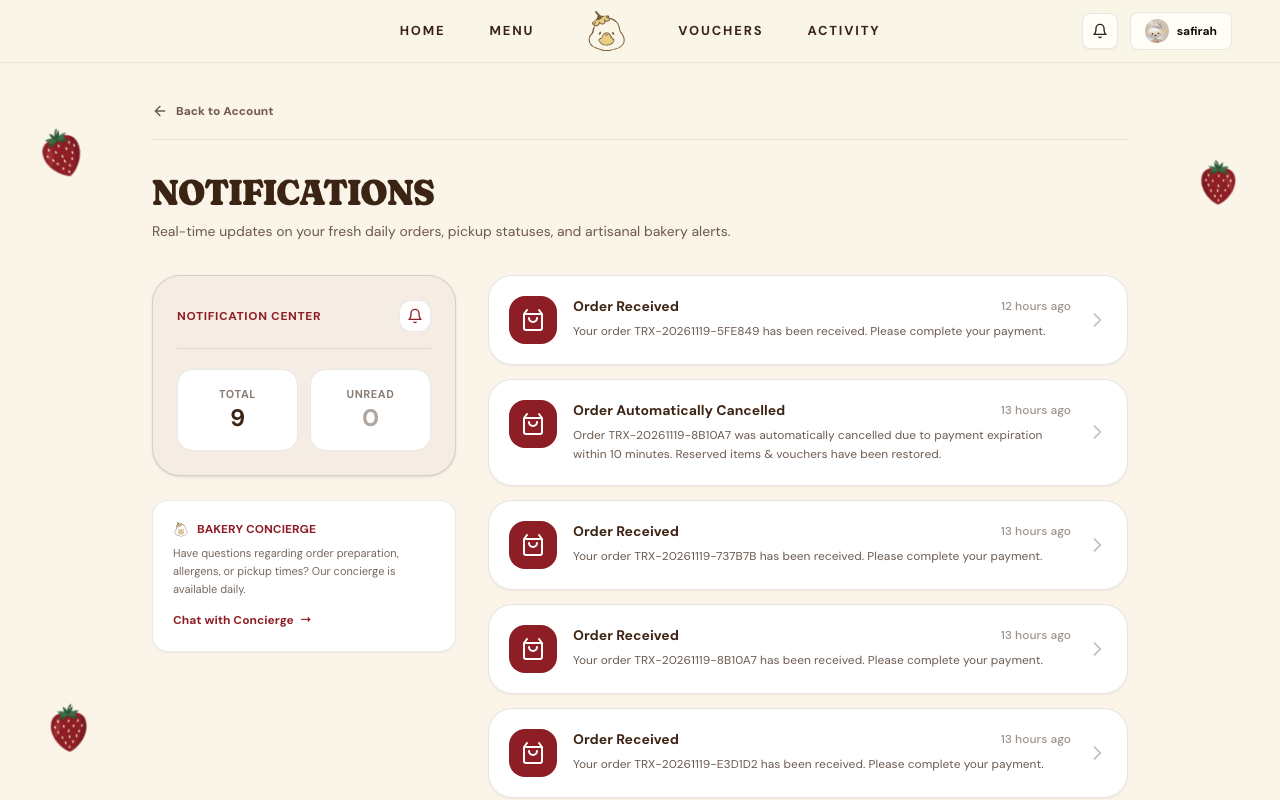 HOME MENU VOUCHERS ACTIVITY safirah
Back to Account
NOTIFICATIONS
Real-time updates on your fresh daily orders, pickup statuses, and artisanal bakery alerts.
NOTIFICATION CENTER
TOTAL
9
UNREAD
0
BAKERY CONCIERGE
Have questions regarding order preparation,
allergens, or pickup times? Our concierge is
available daily.
Chat with Concierge →
Order Received 12 hours ago
Your order TRX-20261119-5FE849 has been received. Please complete your payment.
Order Automatically Cancelled 13 hours ago
Order TRX-20261119-8B10A7 was automatically cancelled due to payment expiration
within 10 minutes. Reserved items & vouchers have been restored.
Order Received 13 hours ago
Your order TRX-20261119-737B7B has been received. Please complete your payment.
Order Received 13 hours ago
Your order TRX-20261119-8B10A7 has been received. Please complete your payment.
Order Received 13 hours ago
Your order TRX-20261119-E3D1D2 has been received. Please complete your payment.